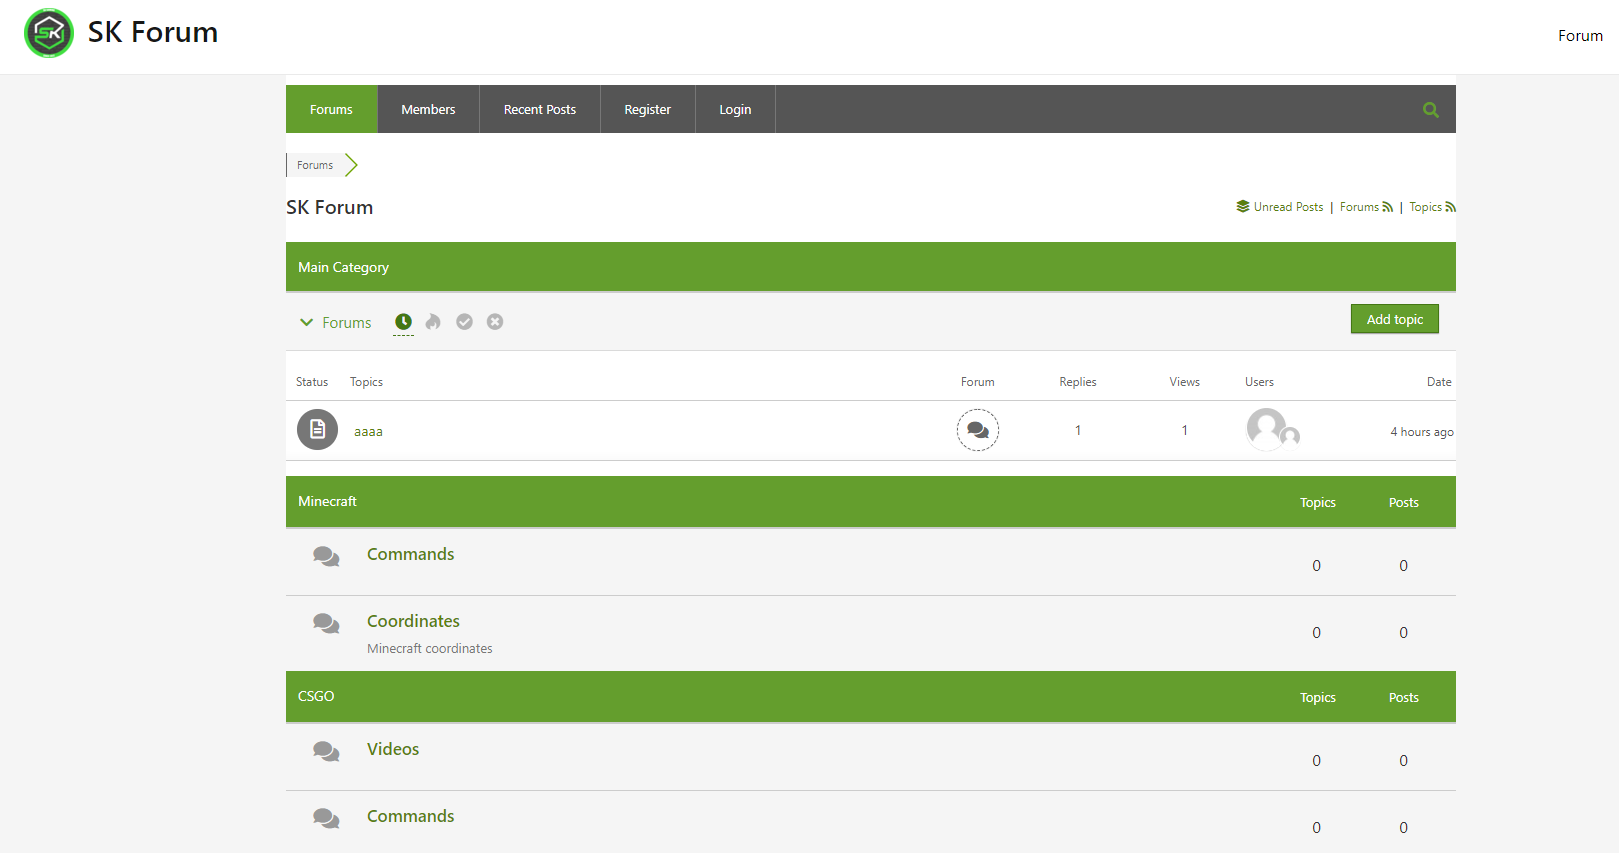 SK
SK Forum
Forum
Forums Members Recent Posts Register Login
Forums
SK Forum
Unread Posts | Forums | Topics
Main Category
Forums
Add topic
Status Topics Forum Replies Views Users Date
aaaa 1 1 4 hours ago
Minecraft Topics Posts
Commands
0 0
Coordinates
0 0
Minecraft coordinates
CSGO Topics Posts
Videos
0 0
Commands
0 0